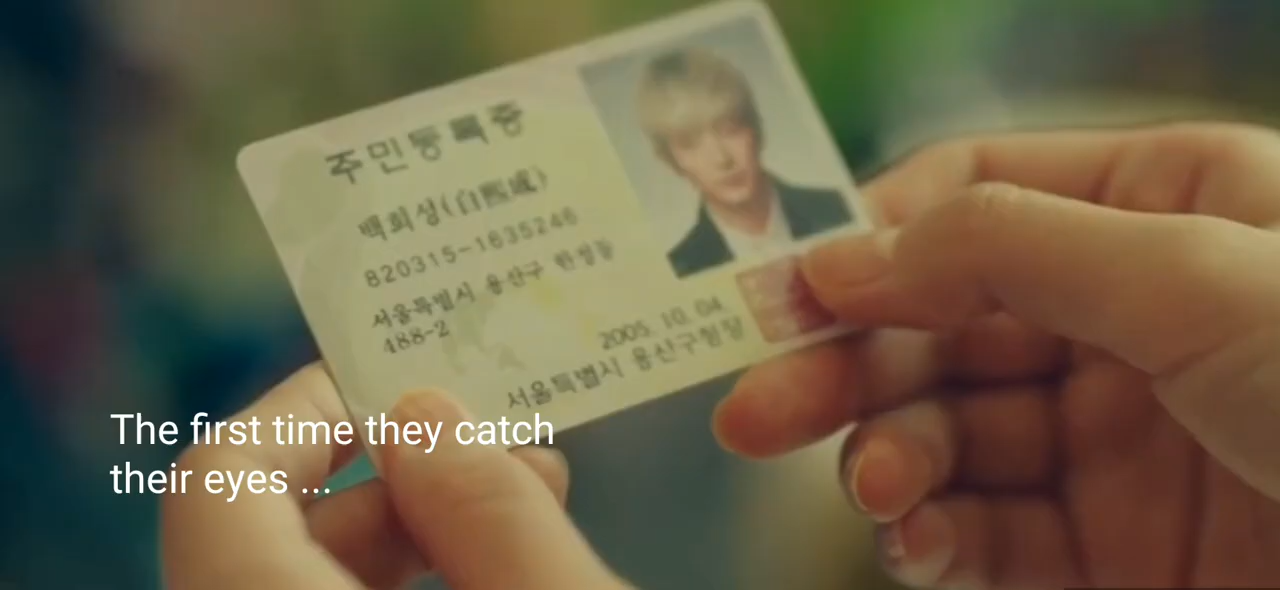 주민등록증
백희성(白熙成)
820315-1635246
서울특별시 용산구 한성동
488-2
2005. 10. 04.
서울특별시 용산구청장
The first time they catch
their eyes ...